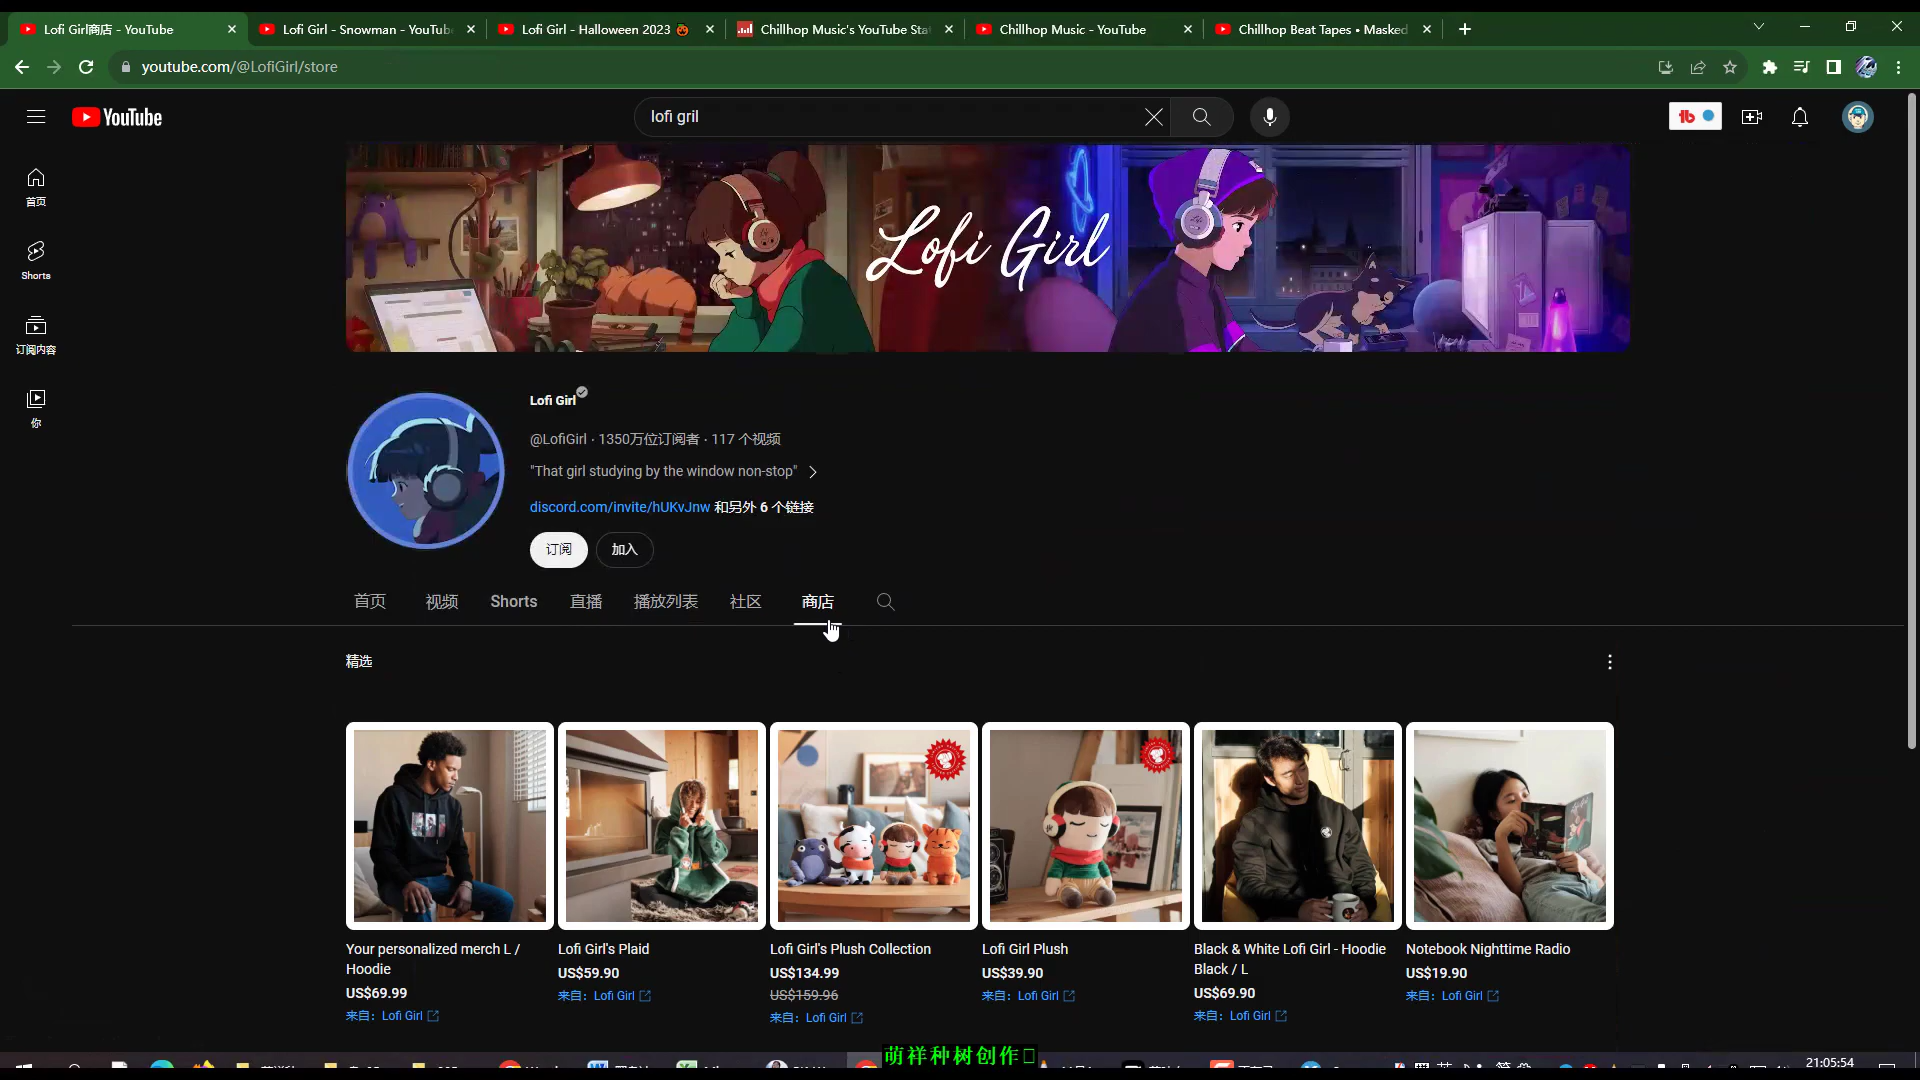 Lofi Girl商店 - YouTube
Lofi Girl - Snowman - YouTube
Lofi Girl - Halloween 2023
Chillhop Music's YouTube Sta
Chillhop Music - YouTube
Chillhop Beat Tapes • Masked
youtube.com/@LofiGirl/store
YouTube
lofi gril
首页
Shorts
订阅内容
你
Lofi Girl
Lofi Girl
@LofiGirl · 1350万位订阅者 · 117 个视频
"That girl studying by the window non-stop"
discord.com/invite/hUKvJnw 和另外 6 个链接
订阅 加入
首页 视频 Shorts 直播 播放列表 社区 商店
精选
Your personalized merch L / Hoodie
US$69.99
来自：Lofi Girl
Lofi Girl's Plaid
US$59.90
来自：Lofi Girl
Lofi Girl's Plush Collection
US$134.99
US$159.96
来自：Lofi Girl
Lofi Girl Plush
US$39.90
来自：Lofi Girl
Black & White Lofi Girl - Hoodie
Black / L
US$69.90
来自：Lofi Girl
Notebook Nighttime Radio
US$19.90
来自：Lofi Girl
萌祥种树创作
21:05:54